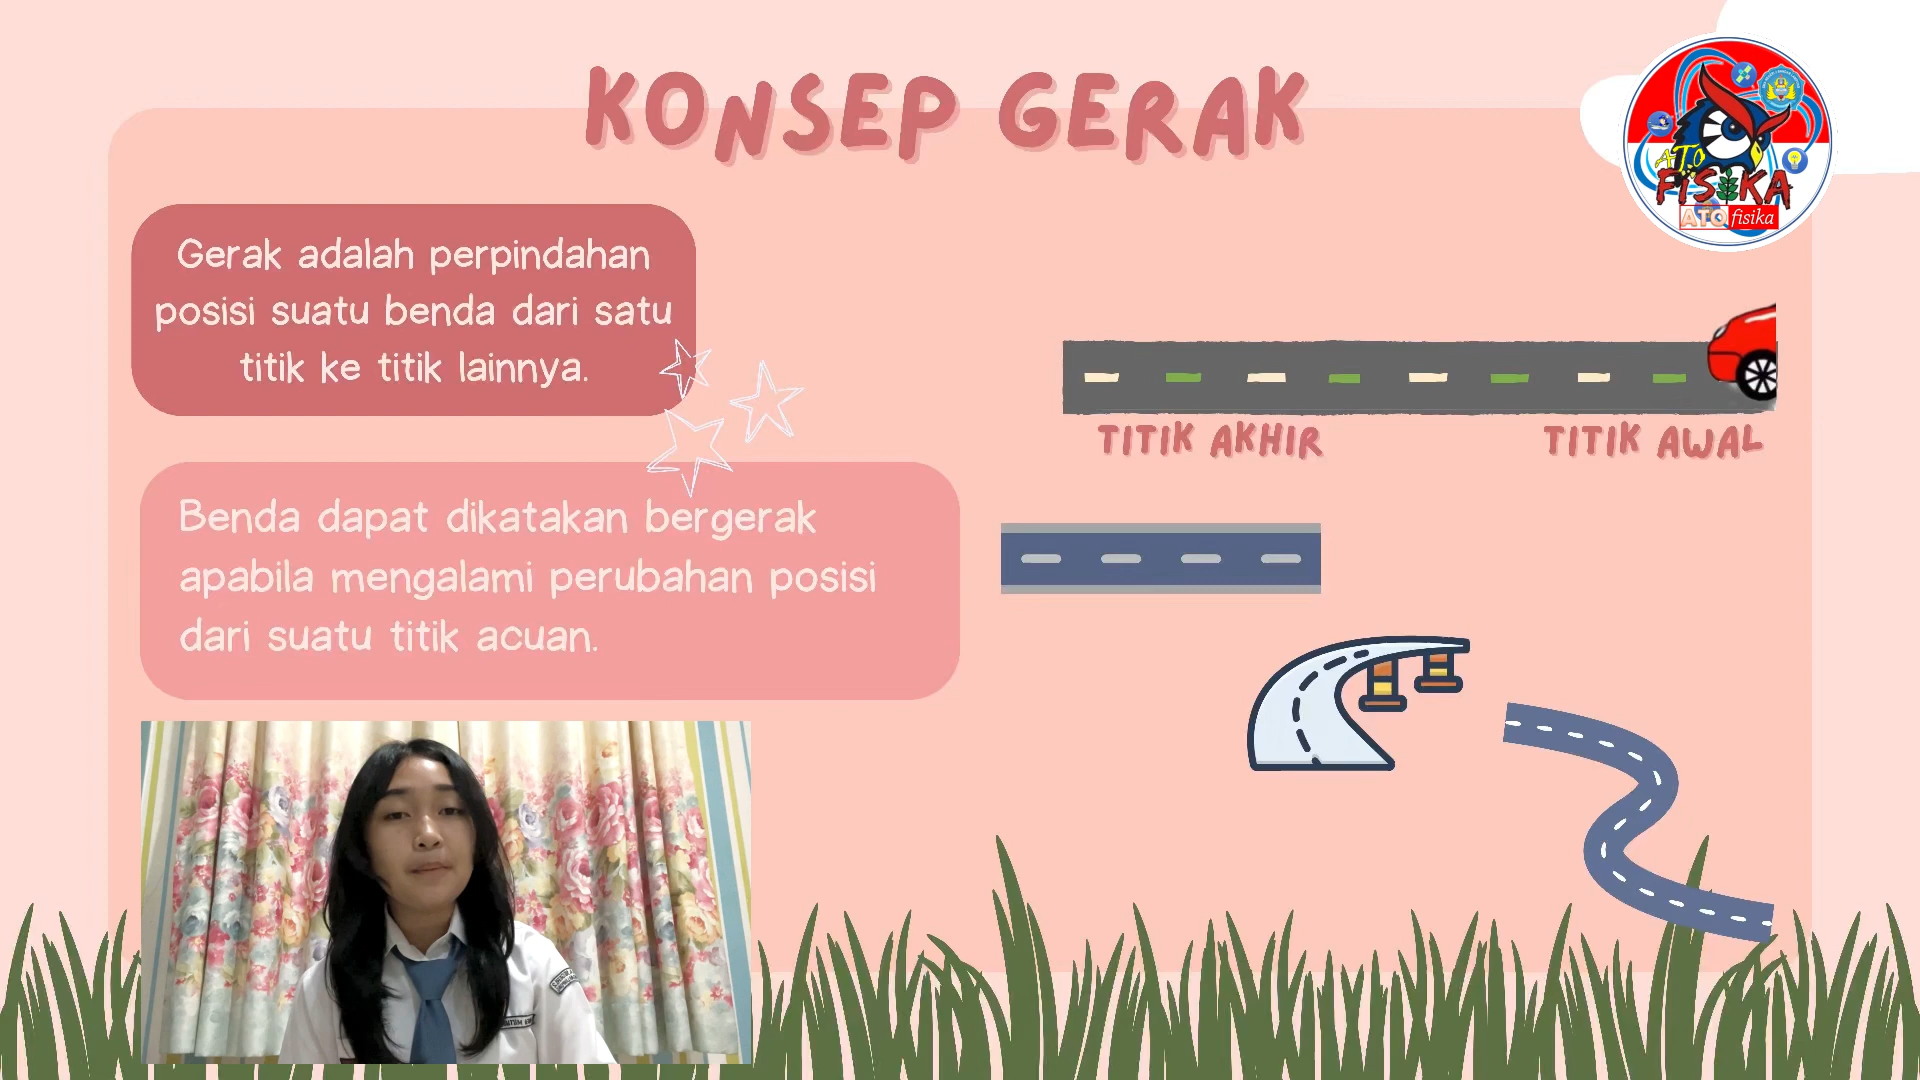 KONSEP GERAK
ATO
FISIKA
ATO fisika
Gerak adalah perpindahan
posisi suatu benda dari satu
titik ke titik lainnya.
TITIK AKHIR
TITIK AWAL
Benda dapat dikatakan bergerak
apabila mengalami perubahan posisi
dari suatu titik acuan.